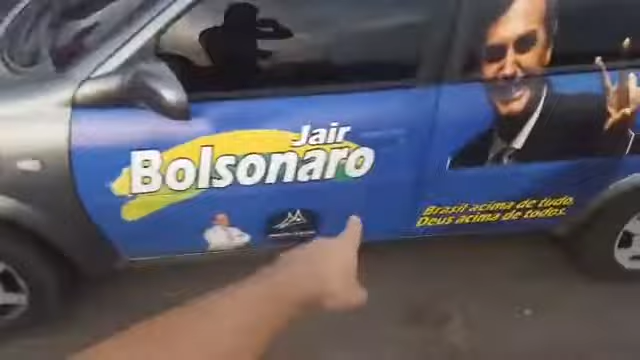 Jair
Bolsonaro
Brasil acima de tudo.
Deus acima de todos.